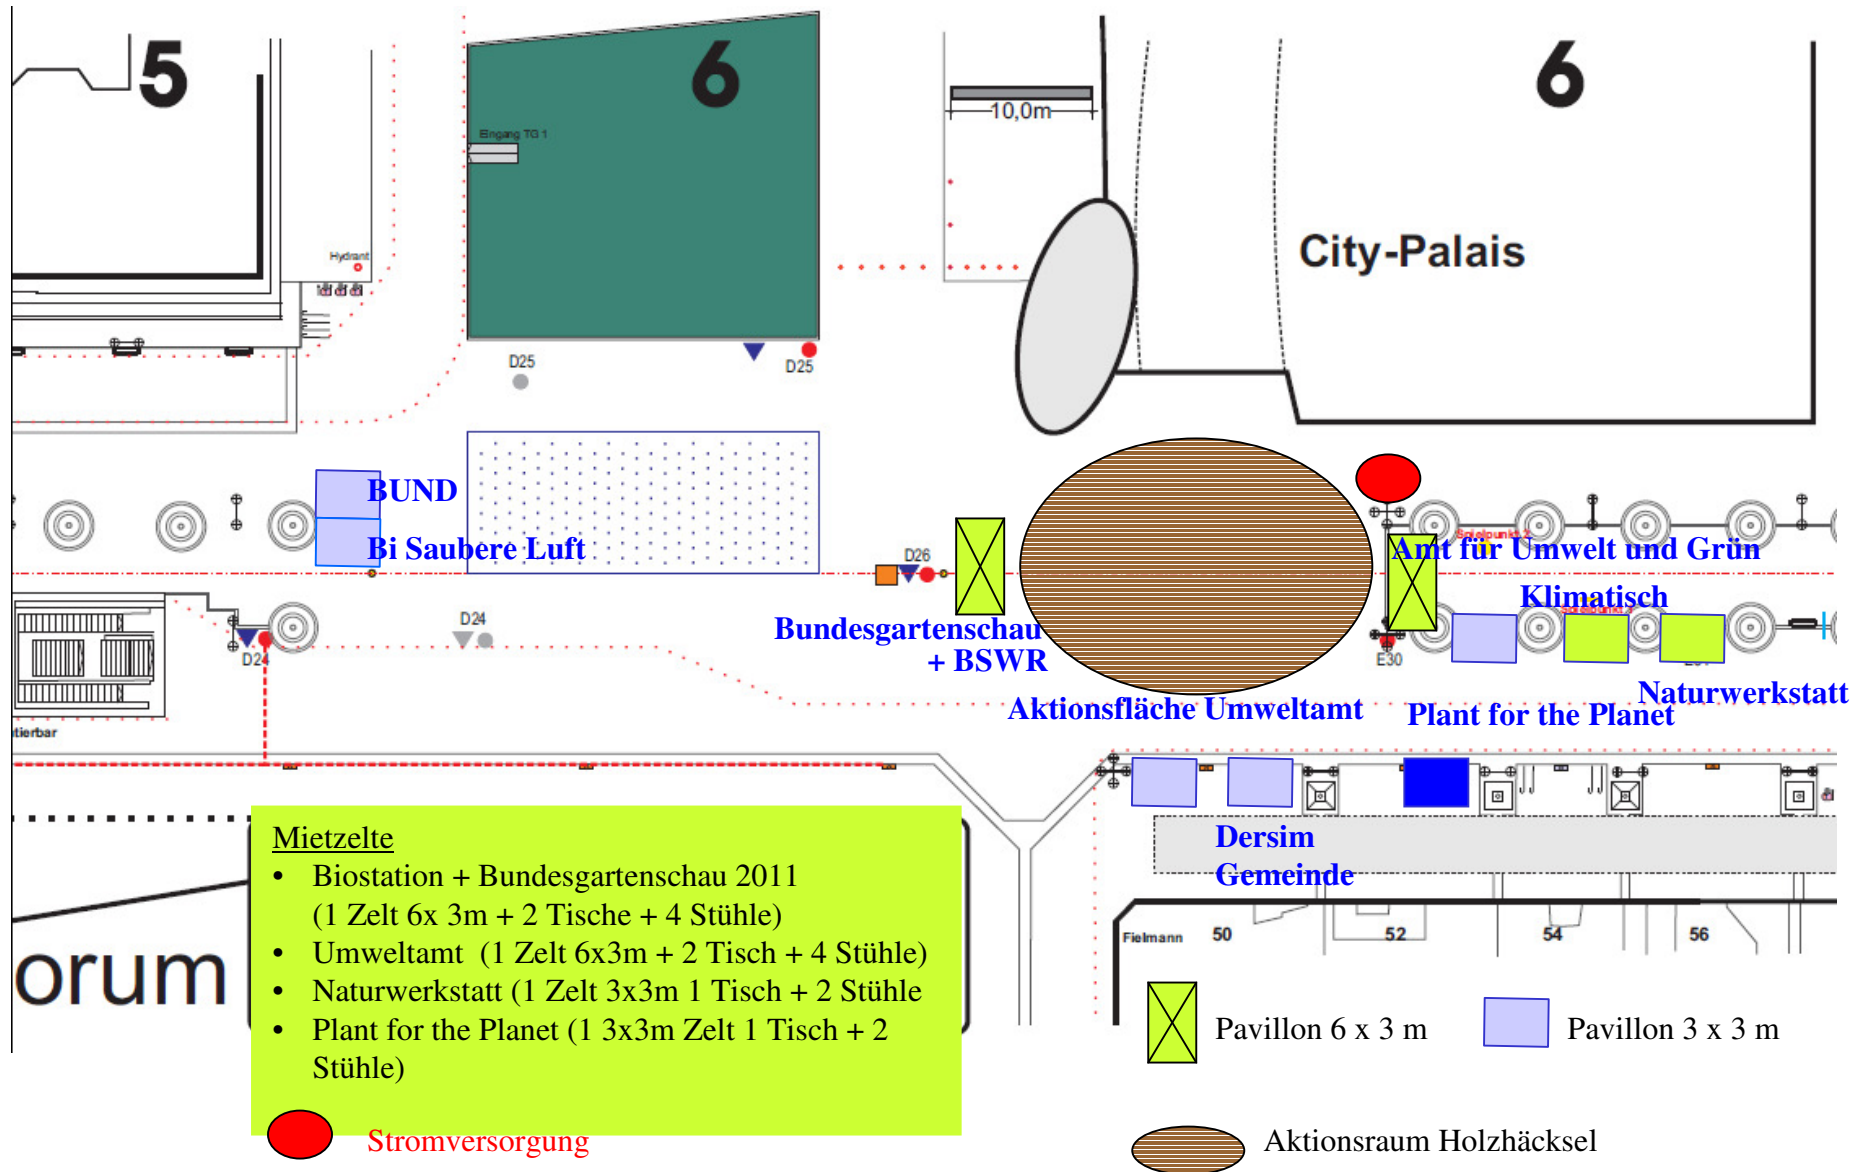 5
6
6
Eingang TG 1
10,0m
City-Palais
Hydrant
D25
D25
BUND
Bi Saubere Luft
D26
Spielpunkt 2
Amt für Umwelt und Grün
Klimatisch
D24
D24
Bundesgartenschau
+ BSWR
E30
Naturwerkstatt
Aktionsfläche Umweltamt
Plant for the Planet
tierbar
Dersim
Gemeinde
Fielmann
50
52
54
56
orum
Mietzelte
• Biostation + Bundesgartenschau 2011
(1 Zelt 6x 3m + 2 Tische + 4 Stühle)
• Umweltamt (1 Zelt 6x3m + 2 Tisch + 4 Stühle)
• Naturwerkstatt (1 Zelt 3x3m 1 Tisch + 2 Stühle
• Plant for the Planet (1 3x3m Zelt 1 Tisch + 2
Stühle)
Stromversorgung
Pavillon 6 x 3 m
Pavillon 3 x 3 m
Aktionsraum Holzhäcksel